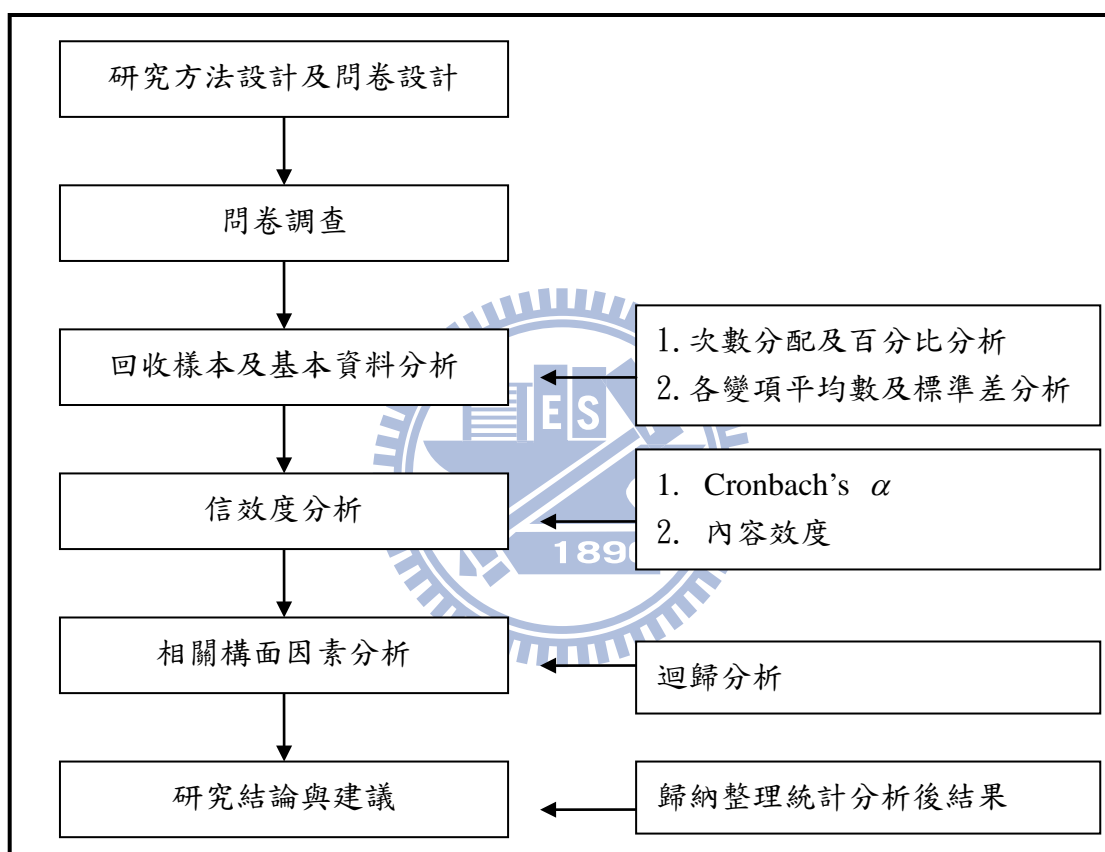 研究方法設計及問卷設計
問卷調查
回收樣本及基本資料分析
1. 次數分配及百分比分析
2. 各變項平均數及標準差分析
信效度分析
1. Cronbach’s α
2. 內容效度
相關構面因素分析
迴歸分析
研究結論與建議
歸納整理統計分析後結果
ES
189